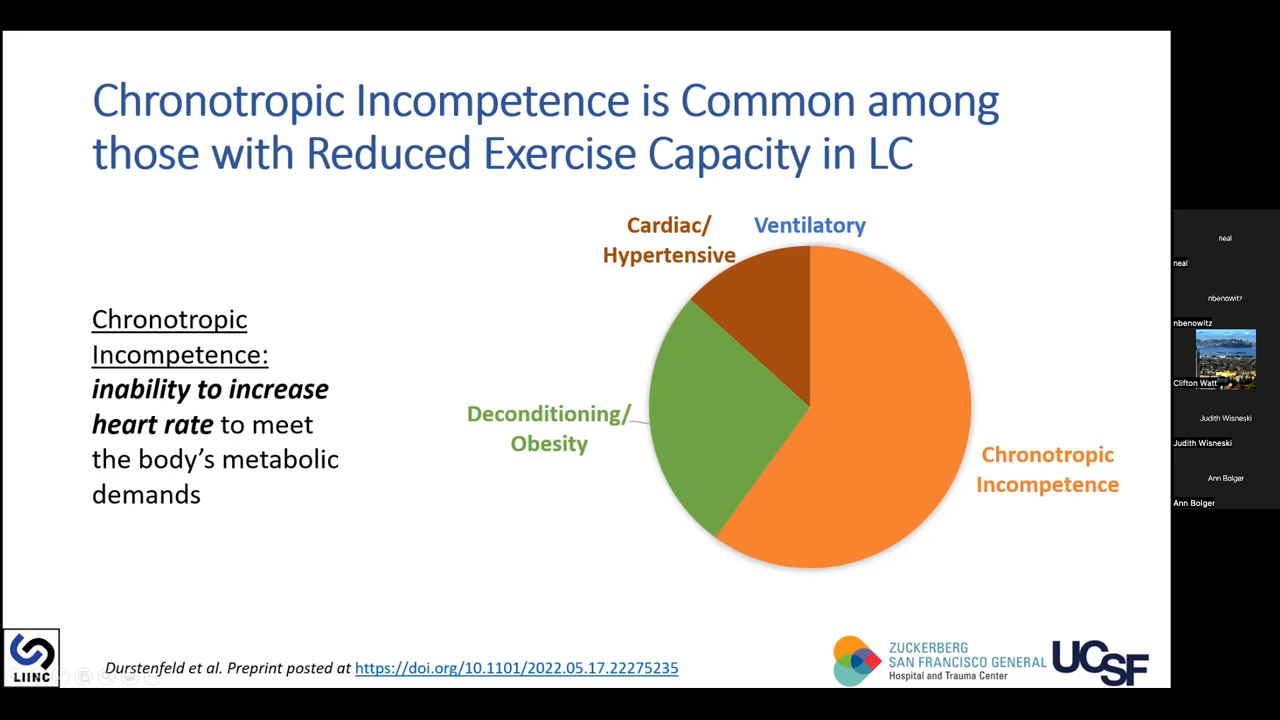 Chronotropic Incompetence is Common among
those with Reduced Exercise Capacity in LC
Chronotropic
Incompetence:
inability to increase
heart rate to meet
the body’s metabolic
demands
Cardiac/
Hypertensive
Ventilatory
Deconditioning/
Obesity
Chronotropic
Incompetence
LIINC
Durstenfeld et al. Preprint posted at https://doi.org/10.1101/2022.05.17.22275235
ZUCKERBERG
SAN FRANCISCO GENERAL
Hospital and Trauma Center
UCSF
neal
neal
nbenowitz
nbenowitz
Clifton Watt
Judith Wisneski
Judith Wisneski
Ann Bolger
Ann Bolger